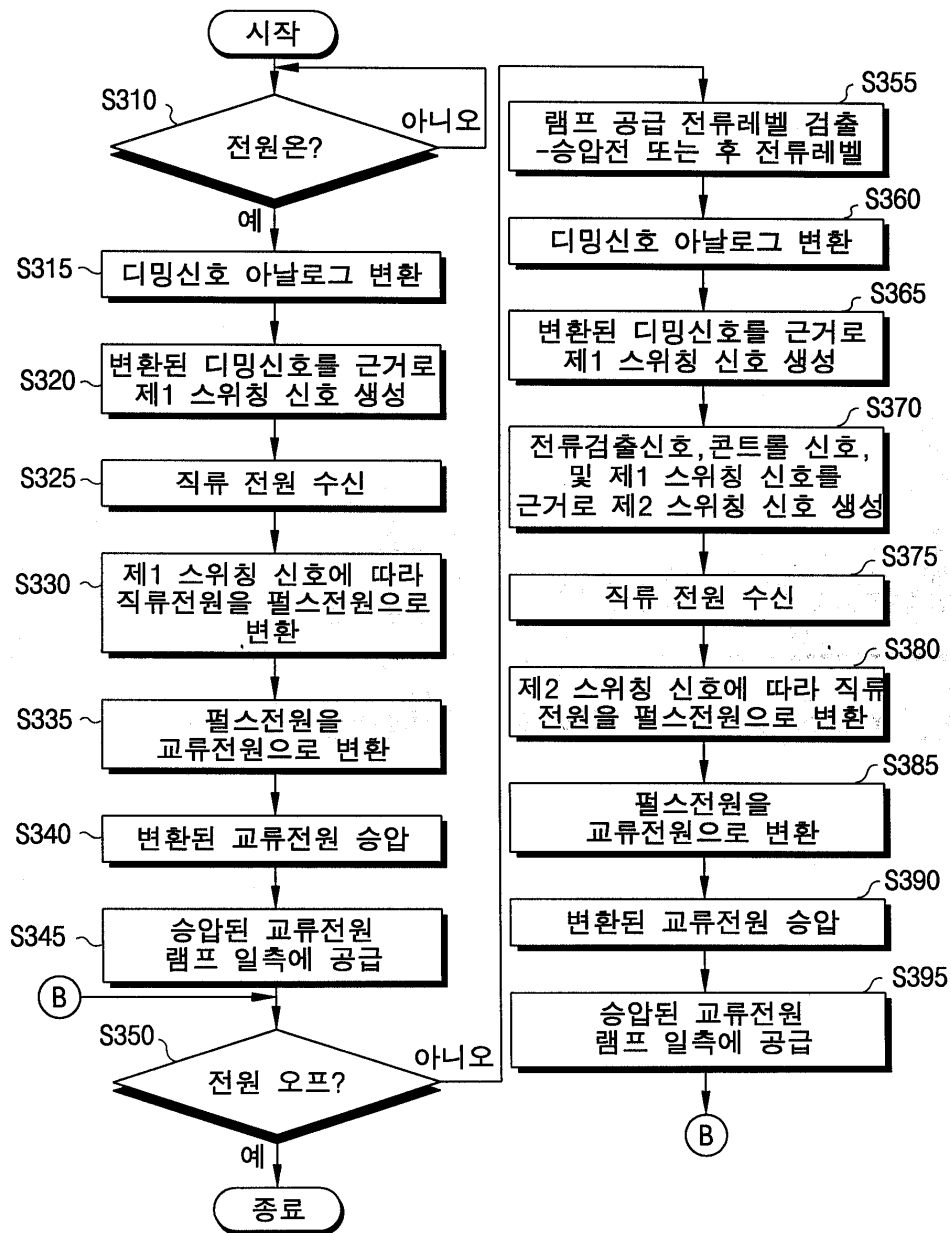 시작
S310
전원온?
아니오
예
S315
디밍신호 아날로그 변환
S320
변환된 디밍신호를 근거로
제1 스위칭 신호 생성
S325
직류 전원 수신
S330
제1 스위칭 신호에 따라
직류전원을 펄스전원으로
변환
S335
펄스전원을
교류전원으로 변환
S340
변환된 교류전원 승압
S345
승압된 교류전원
램프 일측에 공급
B
S350
전원 오프?
아니오
예
종료
S355
램프 공급 전류레벨 검출
-승압전 또는 후 전류레벨
S360
디밍신호 아날로그 변환
S365
변환된 디밍신호를 근거로
제1 스위칭 신호 생성
S370
전류검출신호,콘트롤 신호,
및 제1 스위칭 신호를
근거로 제2 스위칭 신호 생성
S375
직류 전원 수신
S380
제2 스위칭 신호에 따라 직류
전원을 펄스전원으로 변환
S385
펄스전원을
교류전원으로 변환
S390
변환된 교류전원 승압
S395
승압된 교류전원
램프 일측에 공급
B